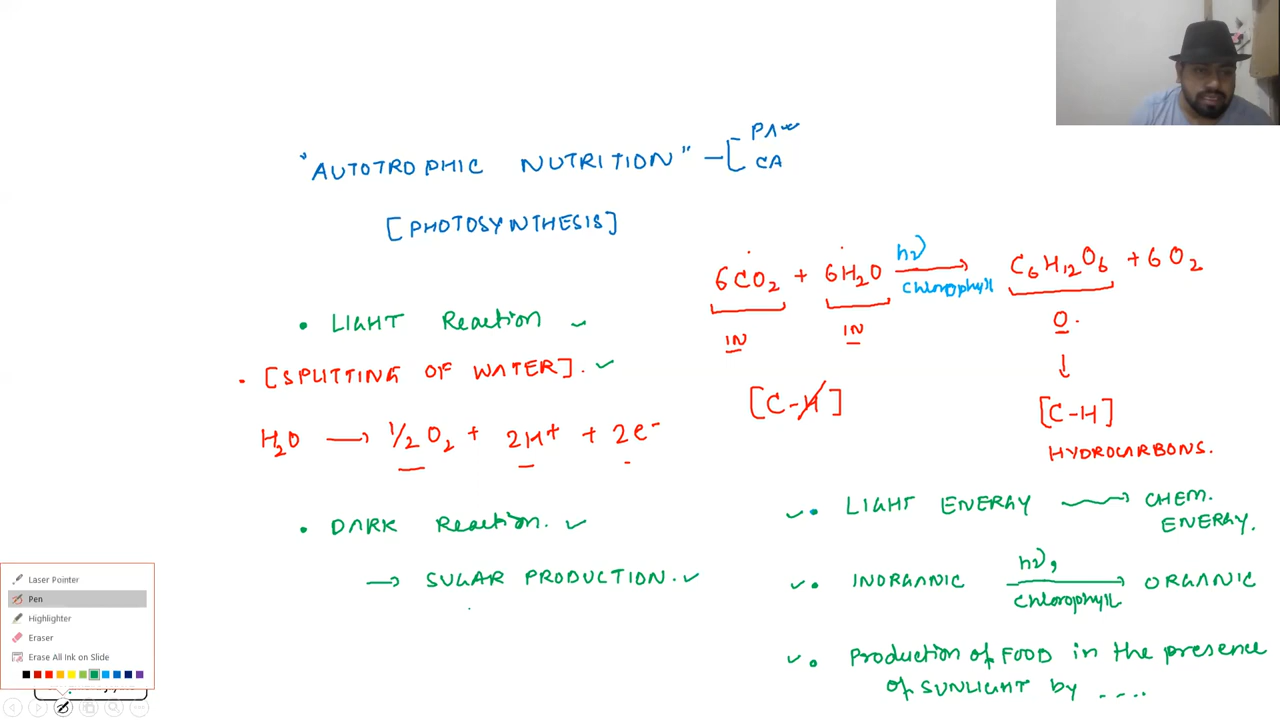 "AUTOTROPHIC NUTRITION" — [ PA
CA
[PHOTOSYNTHESIS]
6CO₂ + 6H₂O hν → C₆H₁₂O₆ + 6O₂
chlorophyll
IN IN O.
↓
[C-H] [C-H]
HYDROCARBONS.
• LIGHT Reaction ✓
• [SPLITTING OF WATER]. ✓
H₂O → 1/2 O₂ + 2H⁺ + 2e⁻
• DARK Reaction. ✓
→ SUGAR PRODUCTION. ✓
✓• LIGHT ENERGY → CHEM.
ENERGY.
✓• INORGANIC hν, → ORGANIC
chlorophyll
✓• Production of FOOD in the presence
of SUNLIGHT by ----
Laser Pointer
Pen
Highlighter
Eraser
Erase All Ink on Slide